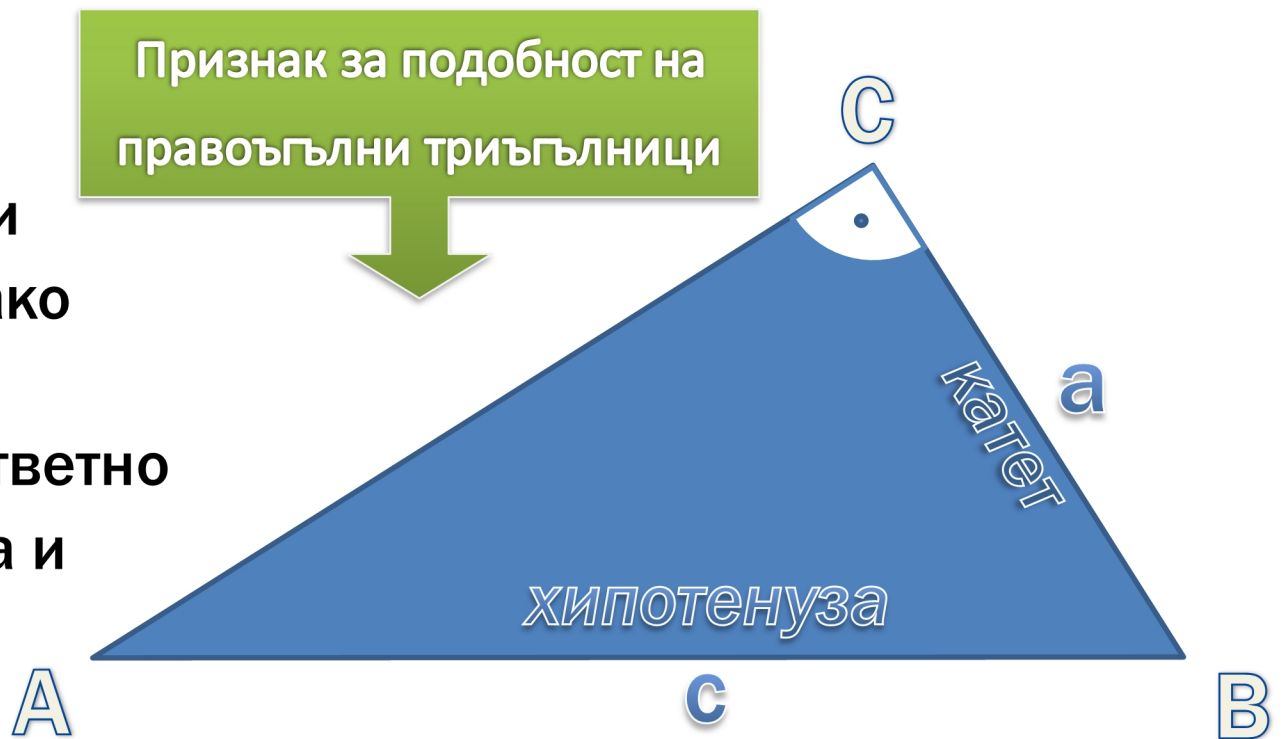 Признак за подобност на
правоъгълни триъгълници
C
и
ако
a
катет
тветно
а и
хипотенуза
A
c
B